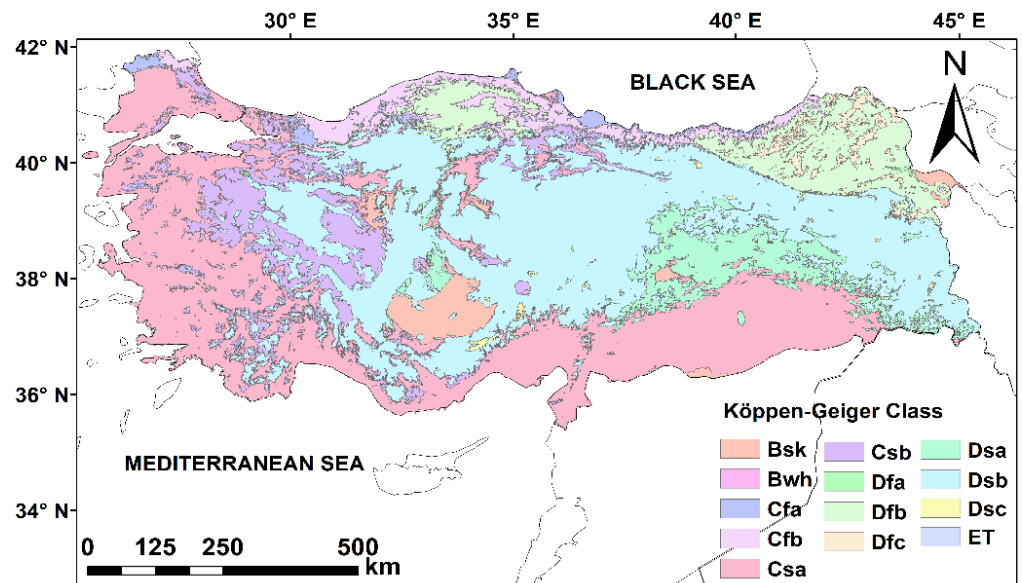 30° E 35° E 40° E 45° E
42° N
40° N
38° N
36° N
34° N
BLACK SEA
N
MEDITERRANEAN SEA
Köppen-Geiger Class
Bsk Csb Dsa
Bwh Dfa Dsb
Cfa Dfb Dsc
Cfb Dfc ET
Csa
0 125 250 500
km